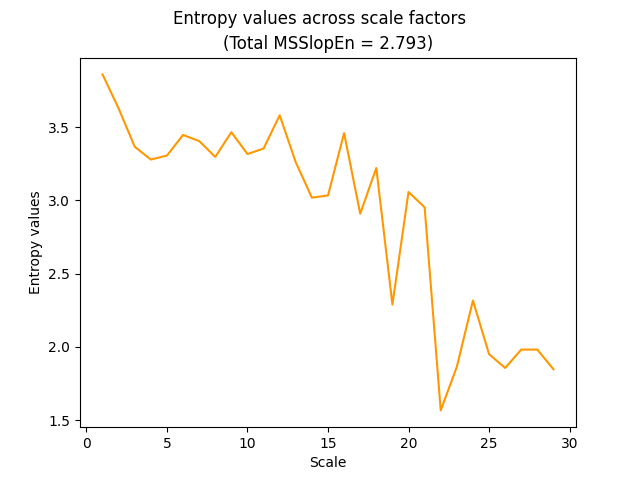 Entropy values across scale factors
(Total MSSlopEn = 2.793)
Entropy values
3.5
3.0
2.5
2.0
1.5
0 5 10 15 20 25 30
Scale